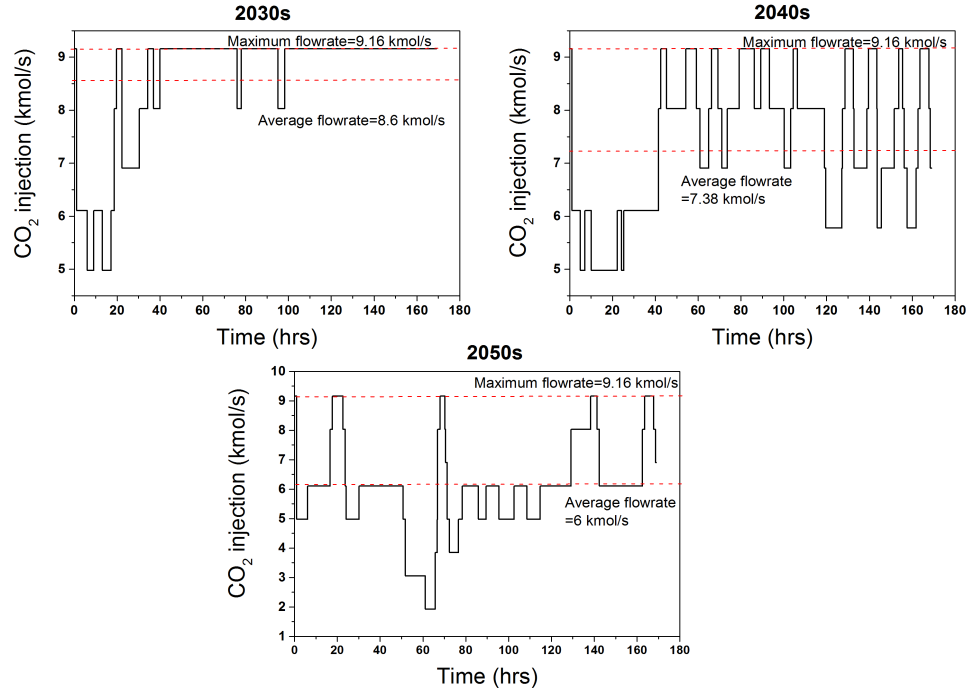 2030s
Maximum flowrate=9.16 kmol/s
Average flowrate=8.6 kmol/s
CO2 injection (kmol/s)
9
8
7
6
5
0 20 40 60 80 100 120 140 160 180
Time (hrs)
2040s
Maximum flowrate=9.16 kmol/s
Average flowrate
=7.38 kmol/s
CO2 injection (kmol/s)
9
8
7
6
5
0 20 40 60 80 100 120 140 160 180
Time (hrs)
2050s
Maximum flowrate=9.16 kmol/s
Average flowrate
=6 kmol/s
CO2 injection (kmol/s)
10
9
8
7
6
5
4
3
2
1
0 20 40 60 80 100 120 140 160 180
Time (hrs)